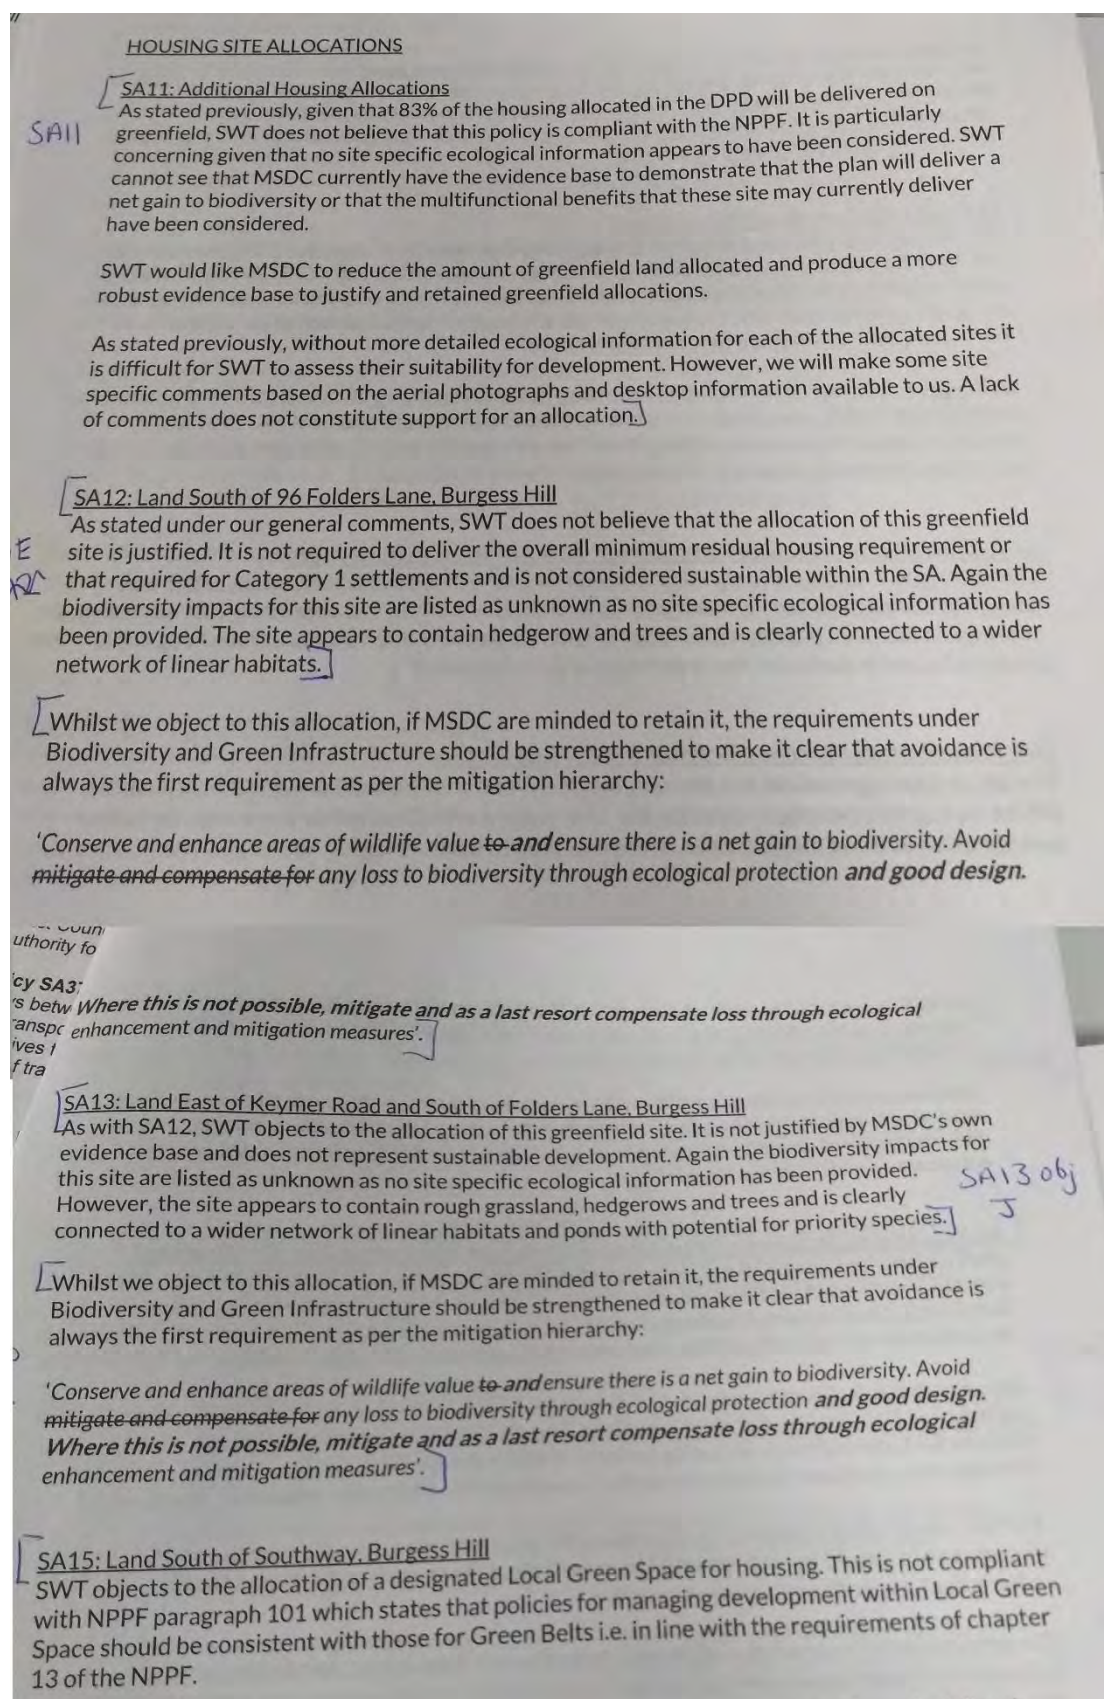 HOUSING SITE ALLOCATIONS
SA11: Additional Housing Allocations
As stated previously, given that 83% of the housing allocated in the DPD will be delivered on
SA11
greenfield, SWT does not believe that this policy is compliant with the NPPF. It is particularly
concerning given that no site specific ecological information appears to have been considered. SWT
cannot see that MSDC currently have the evidence base to demonstrate that the plan will deliver a
net gain to biodiversity or that the multifunctional benefits that these site may currently deliver
have been considered.
SWT would like MSDC to reduce the amount of greenfield land allocated and produce a more
robust evidence base to justify and retained greenfield allocations.
As stated previously, without more detailed ecological information for each of the allocated sites it
is difficult for SWT to assess their suitability for development. However, we will make some site
specific comments based on the aerial photographs and desktop information available to us. A lack
of comments does not constitute support for an allocation.
SA12: Land South of 96 Folders Lane, Burgess Hill
As stated under our general comments, SWT does not believe that the allocation of this greenfield
E
site is justified. It is not required to deliver the overall minimum residual housing requirement or
that required for Category 1 settlements and is not considered sustainable within the SA. Again the
biodiversity impacts for this site are listed as unknown as no site specific ecological information has
been provided. The site appears to contain hedgerow and trees and is clearly connected to a wider
network of linear habitats.
Whilst we object to this allocation, if MSDC are minded to retain it, the requirements under
Biodiversity and Green Infrastructure should be strengthened to make it clear that avoidance is
always the first requirement as per the mitigation hierarchy:
'Conserve and enhance areas of wildlife value to and ensure there is a net gain to biodiversity. Avoid
mitigate and compensate for any loss to biodiversity through ecological protection and good design.
uthority fo
cy SA3
's betw
Where this is not possible, mitigate and as a last resort compensate loss through ecological
anspc
enhancement and mitigation measures'.
ives
f tra
SA13: Land East of Keymer Road and South of Folders Lane, Burgess Hill
As with SA12, SWT objects to the allocation of this greenfield site. It is not justified by MSDC's own
evidence base and does not represent sustainable development. Again the biodiversity impacts for
this site are listed as unknown as no site specific ecological information has been provided.
SA13 obj
However, the site appears to contain rough grassland, hedgerows and trees and is clearly
J
connected to a wider network of linear habitats and ponds with potential for priority species.
Whilst we object to this allocation, if MSDC are minded to retain it, the requirements under
Biodiversity and Green Infrastructure should be strengthened to make it clear that avoidance is
always the first requirement as per the mitigation hierarchy:
'Conserve and enhance areas of wildlife value to and ensure there is a net gain to biodiversity. Avoid
mitigate and compensate for any loss to biodiversity through ecological protection and good design.
Where this is not possible, mitigate and as a last resort compensate loss through ecological
enhancement and mitigation measures'.
SA15: Land South of Southway, Burgess Hill
SWT objects to the allocation of a designated Local Green Space for housing. This is not compliant
with NPPF paragraph 101 which states that policies for managing development within Local Green
Space should be consistent with those for Green Belts i.e. in line with the requirements of chapter
13 of the NPPF.